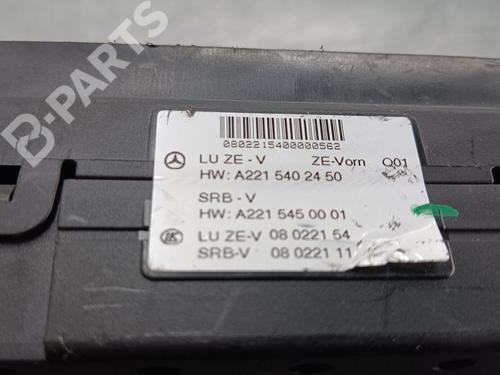 B-PARTS
0802215400000562
LU ZE - V ZE-Vorn Q01
HW: A221 540 24 50
SRB - V
HW: A221 545 00 01
LU ZE-V 08 0221 54
SRB-V 08 0221 11